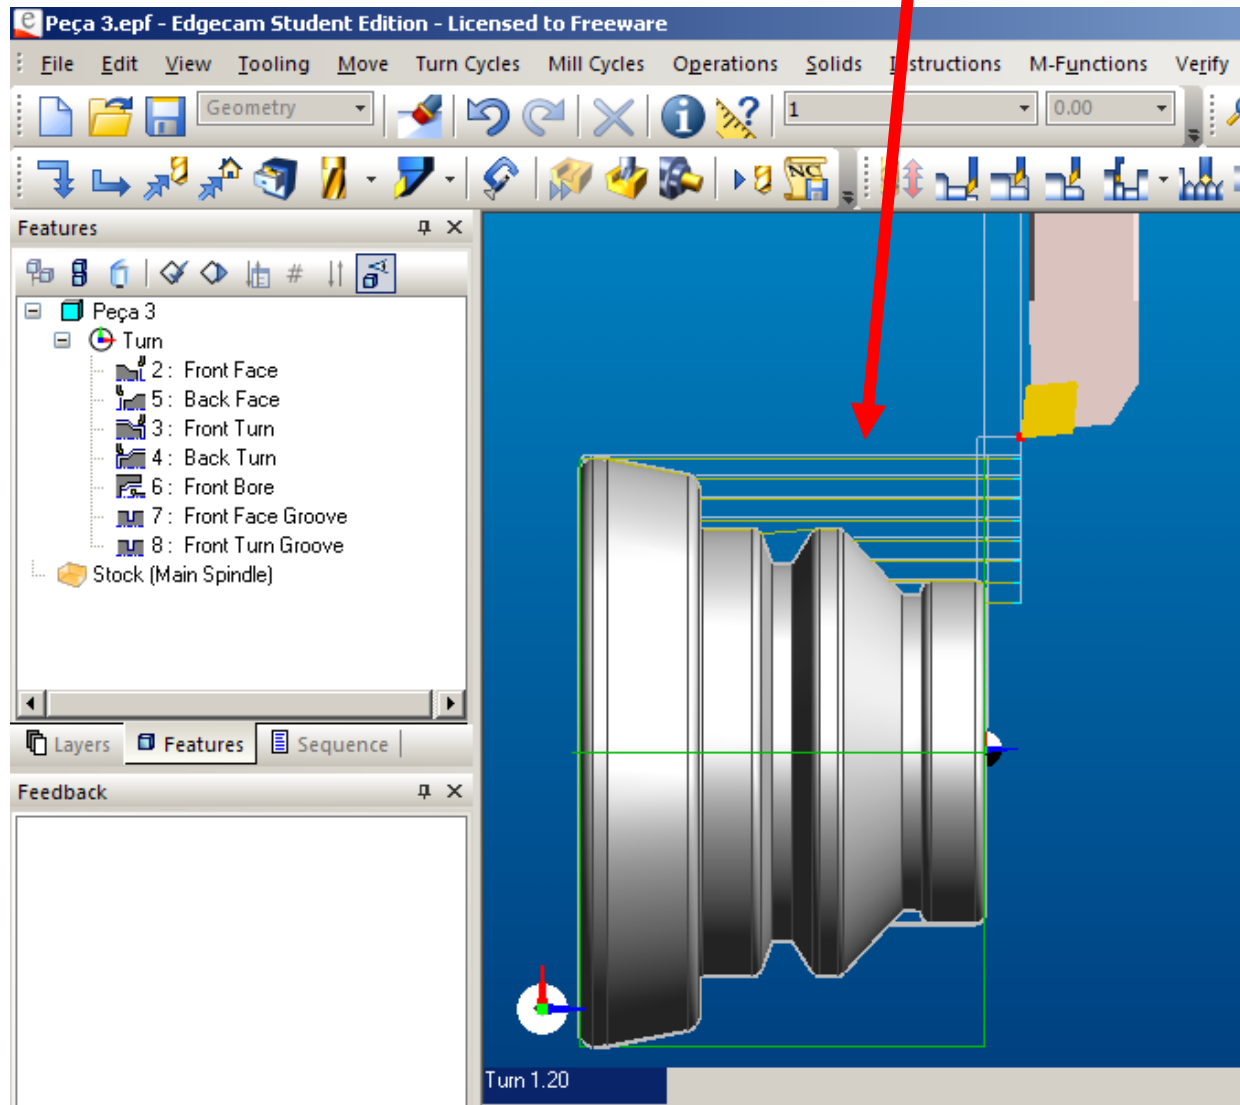 Peça 3.epf - Edgecam Student Edition - Licensed to Freeware
File Edit View Tooling Move Turn Cycles Mill Cycles Operations Solids Instructions M-Functions Verify
Geometry 1 0.00
NC
Features
#
Peça 3
Turn
2 : Front Face
5 : Back Face
3 : Front Turn
4 : Back Turn
6 : Front Bore
7 : Front Face Groove
8 : Front Turn Groove
Stock (Main Spindle)
Layers Features Sequence
Feedback
Turn 1.20